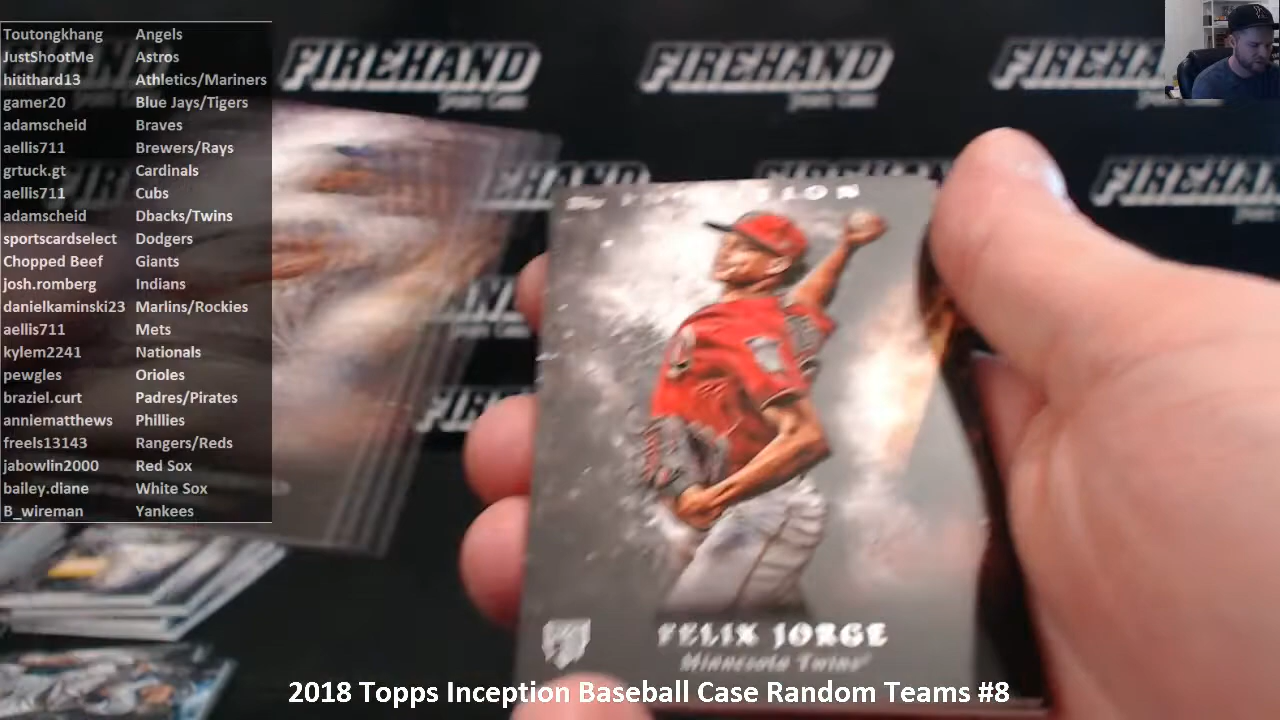 Toutongkhang Angels
JustShootMe Astros
hitithard13 Athletics/Mariners
gamer20 Blue Jays/Tigers
adamscheid Braves
aellis711 Brewers/Rays
grtuck.gt Cardinals
aellis711 Cubs
adamscheid Dbacks/Twins
sportscardselect Dodgers
Chopped Beef Giants
josh.romberg Indians
danielkaminski23 Marlins/Rockies
aellis711 Mets
kylem2241 Nationals
pewgles Orioles
braziel.curt Padres/Pirates
anniematthews Phillies
freels13143 Rangers/Reds
jabowlin2000 Red Sox
bailey.diane White Sox
B_wireman Yankees
FIREHAND
FIREHAND
FIREHAND
FIREHAND
FIREHAND
FELIX JORGE
Minnesota Twins
2018 Topps Inception Baseball Case Random Teams #8